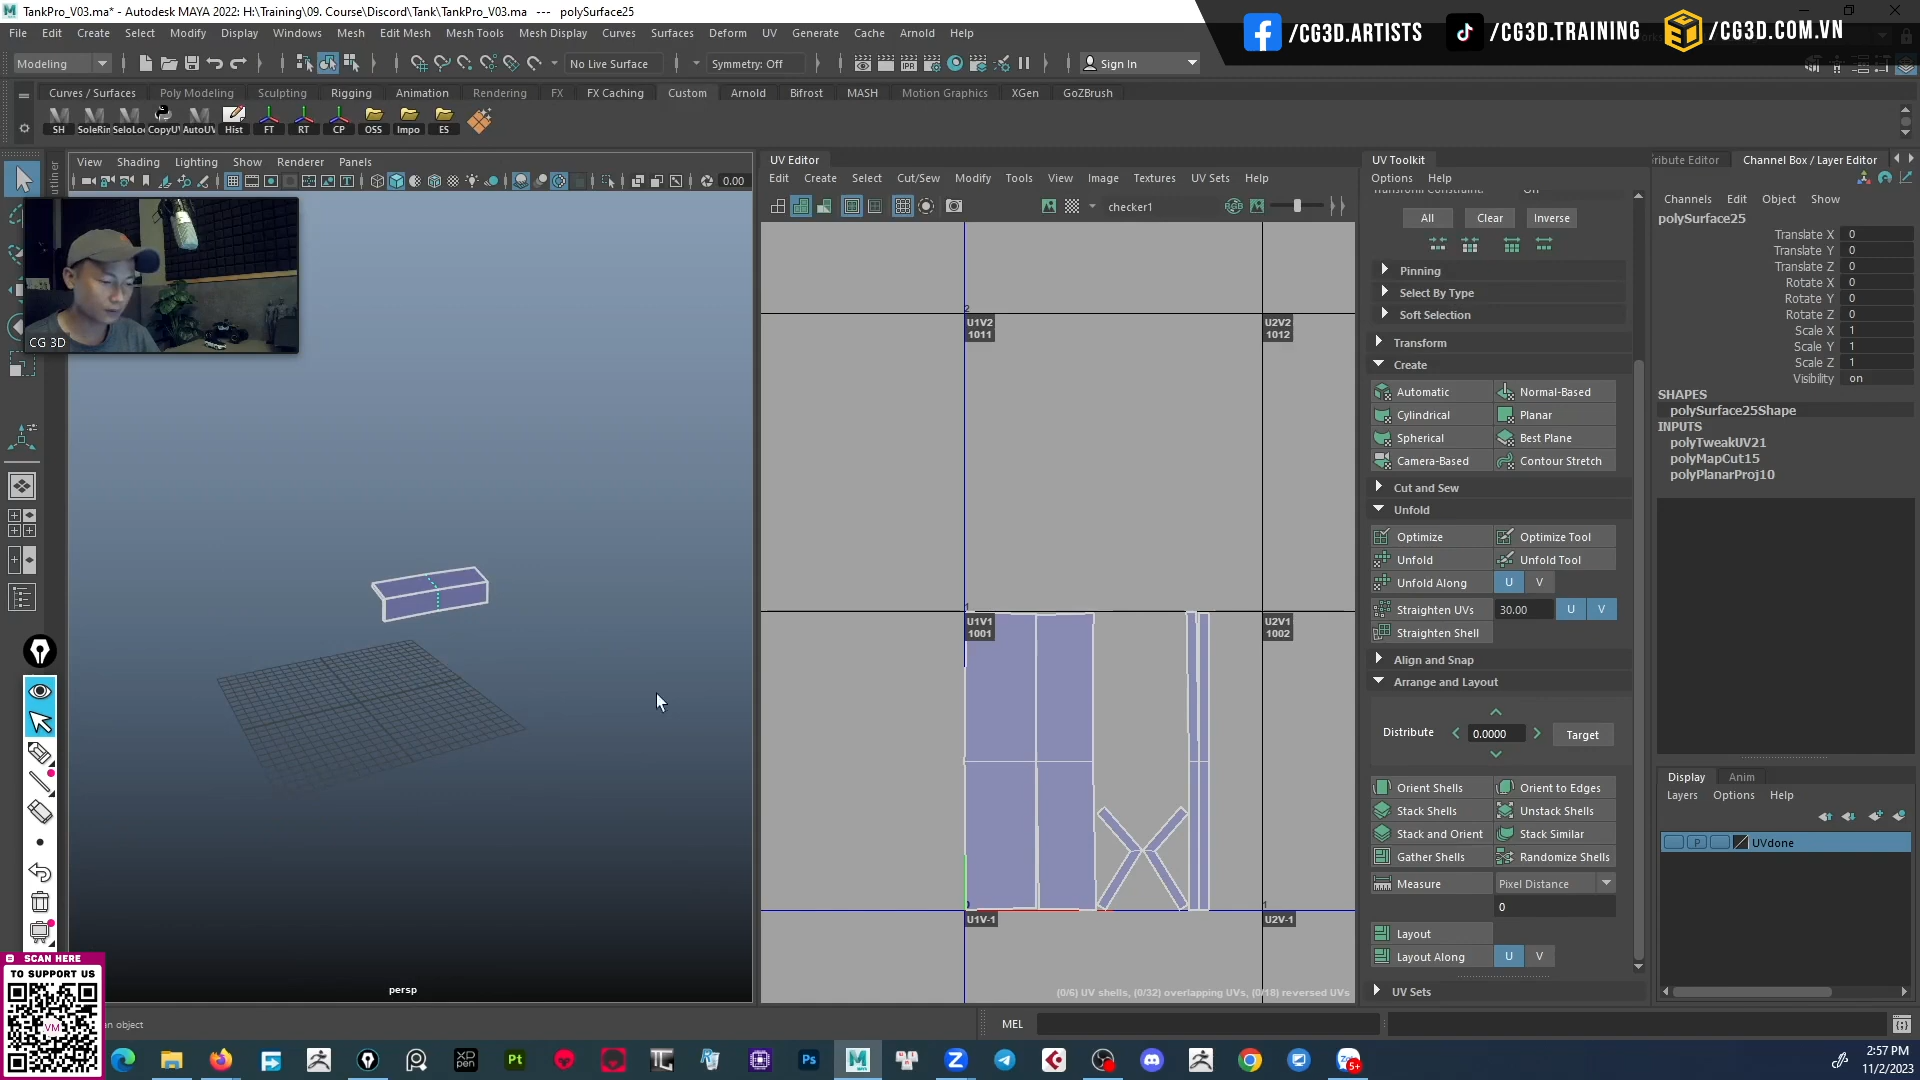 TankPro_V03.ma* - Autodesk MAYA 2022: H:\Training\09. Course\Discord\Tank\TankPro_V03.ma --- polySurface25
/CG3D.ARTISTS /CG3D.TRAINING /CG3D.COM.VN
File Edit Create Select Modify Display Windows Mesh Edit Mesh Mesh Tools Mesh Display Curves Surfaces Deform UV Generate Cache Arnold Help
Modeling No Live Surface Symmetry: Off Sign In
Curves / Surfaces Poly Modeling Sculpting Rigging Animation Rendering FX FX Caching Custom Arnold Bifrost MASH Motion Graphics XGen GoZBrush
SH SoleRin SeloLoc CopyUV AutoUV Hist FT RT CP OSS Impo ES
View Shading Lighting Show Renderer Panels
0.00
CG 3D
persp
UV Editor
Edit Create Select Cut/Sew Modify Tools View Image Textures UV Sets Help
checker1
2
U1V2
1011
U2V2
1012
1
U1V1
1001
U2V1
1002
0
1
U1V-1
U2V-1
(0/6) UV shells, (0/32) overlapping UVs, (0/18) reversed UVs
UV Toolkit
Options Help
All Clear Inverse
Pinning
Select By Type
Soft Selection
Transform
Create
Automatic Normal-Based
Cylindrical Planar
Spherical Best Plane
Camera-Based Contour Stretch
Cut and Sew
Unfold
Optimize Optimize Tool
Unfold Unfold Tool
Unfold Along U V
Straighten UVs 30.00 U V
Straighten Shell
Align and Snap
Arrange and Layout
Distribute 0.0000 Target
Orient Shells Orient to Edges
Stack Shells Unstack Shells
Stack and Orient Stack Similar
Gather Shells Randomize Shells
Measure Pixel Distance
0
Layout
Layout Along U V
UV Sets
ribute Editor Channel Box / Layer Editor
Channels Edit Object Show
polySurface25
Translate X 0
Translate Y 0
Translate Z 0
Rotate X 0
Rotate Y 0
Rotate Z 0
Scale X 1
Scale Y 1
Scale Z 1
Visibility on
SHAPES
polySurface25Shape
INPUTS
polyTweakUV21
polyMapCut15
polyPlanarProj10
Display Anim
Layers Options Help
P UVdone
SCAN HERE
TO SUPPORT US
VM
an object
MEL
2:57 PM
11/2/2023